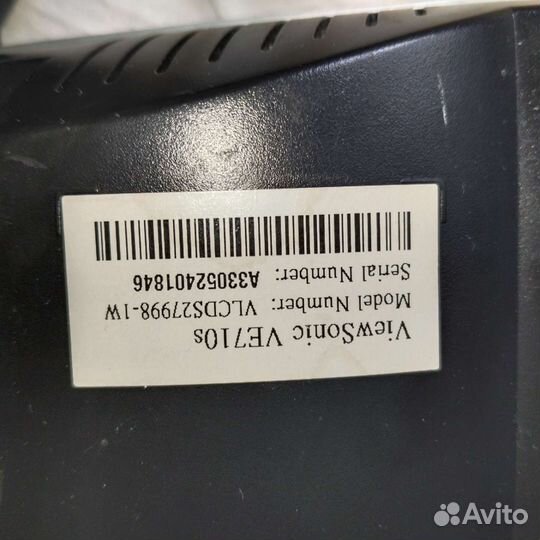 ViewSonic VE710s
Model Number: VLCDS27998-1W
Serial Number: A33052401846
Avito